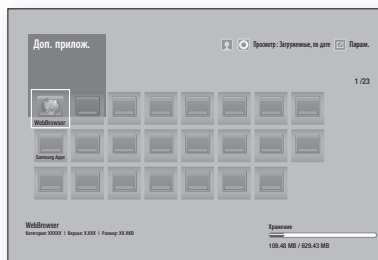 Доп. прилож.
Просмотр : Загруженные, по дате
Парам.
1 /23
WebBrowser
Samsung Apps
WebBrowser
Категория: XXXXX I Версия: X.XXX I Размер: XX.XKB
Хранение
109.48 MB / 629.43 MB